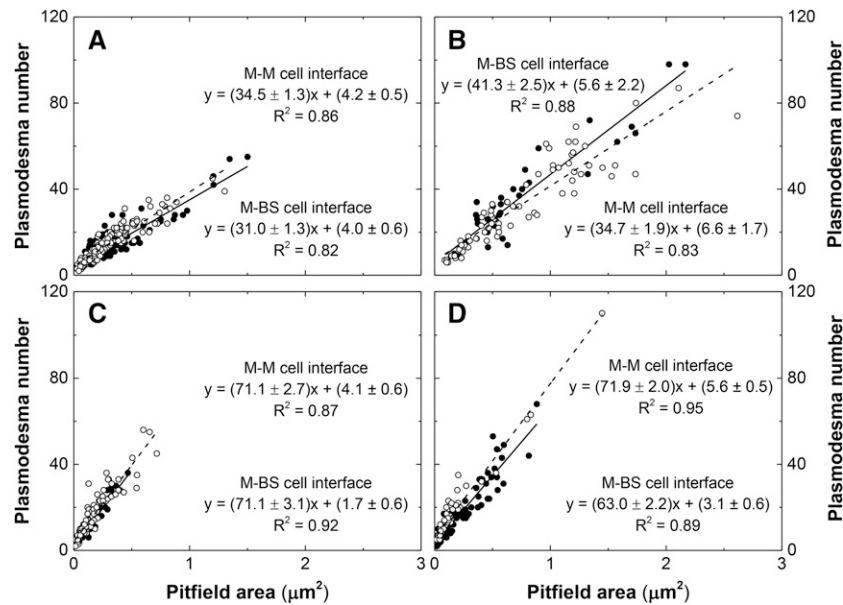 120
80
40
0
Plasmodesma number
A
M-M cell interface
y = (34.5 ± 1.3)x + (4.2 ± 0.5)
R² = 0.86
M-BS cell interface
y = (31.0 ± 1.3)x + (4.0 ± 0.6)
R² = 0.82
B
M-BS cell interface
y = (41.3 ± 2.5)x + (5.6 ± 2.2)
R² = 0.88
M-M cell interface
y = (34.7 ± 1.9)x + (6.6 ± 1.7)
R² = 0.83
120
80
40
0
Plasmodesma number
120
80
40
0
Plasmodesma number
C
M-M cell interface
y = (71.1 ± 2.7)x + (4.1 ± 0.6)
R² = 0.87
M-BS cell interface
y = (71.1 ± 3.1)x + (1.7 ± 0.6)
R² = 0.92
0 1 2 3
Pitfield area (μm²)
D
M-M cell interface
y = (71.9 ± 2.0)x + (5.6 ± 0.5)
R² = 0.95
M-BS cell interface
y = (63.0 ± 2.2)x + (3.1 ± 0.6)
R² = 0.89
0 1 2 3
Pitfield area (μm²)
120
80
40
0
Plasmodesma number